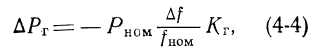 ΔP_г = — P_ном Δf/f_ном K_г, (4-4)